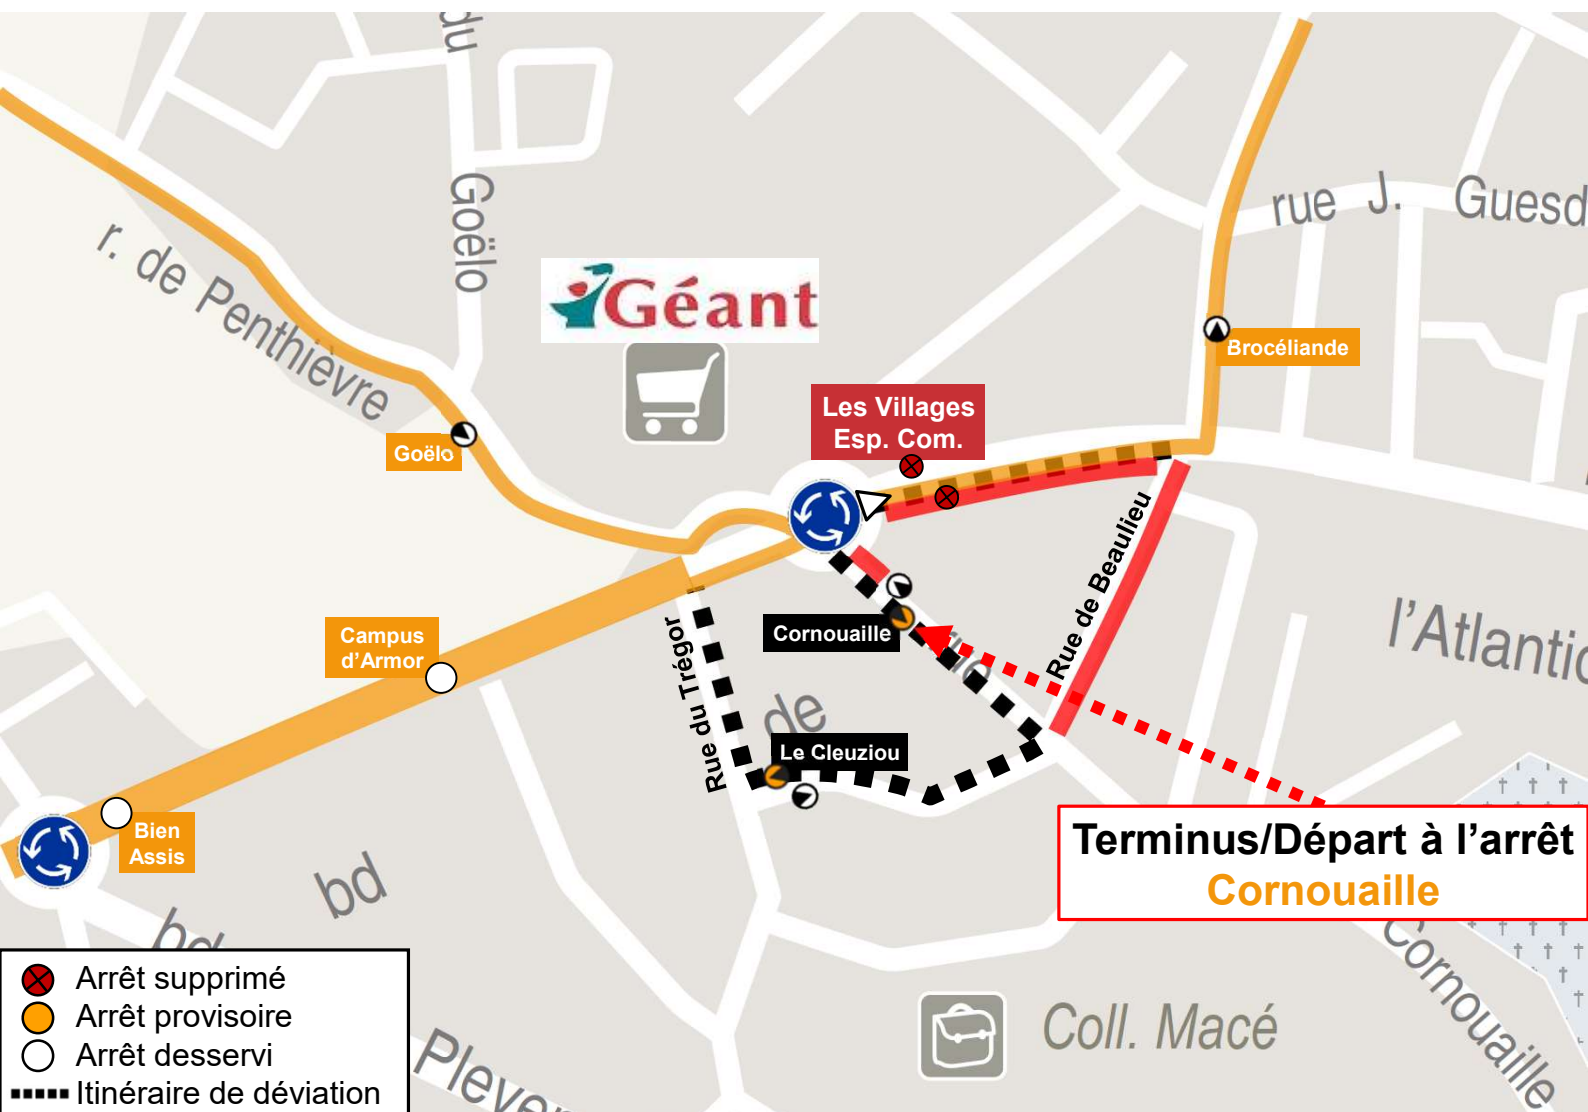 du
Goëlo
r. de Penthièvre
Géant
rue J. Guesd
Brocéliande
Les Villages
Esp. Com.
Goëlo
Rue de Beaulieu
l'Atlantic
Campus
d'Armor
Cornouaille
rue
Rue du Trégor
de
Le Cleuziou
Bien
Assis
Terminus/Départ à l'arrêt
Cornouaille
bd
bd
Cornouaille
Coll. Macé
Pleven
Arrêt supprimé
Arrêt provisoire
Arrêt desservi
Itinéraire de déviation